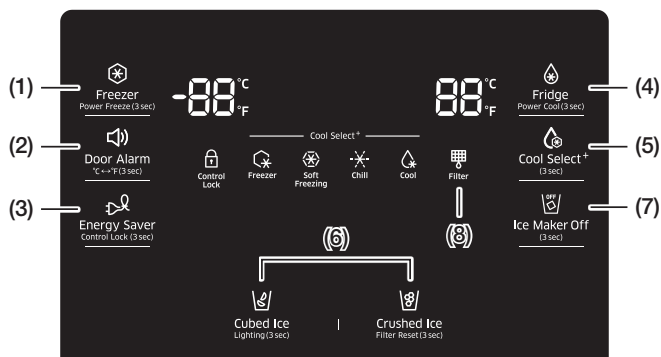 (1)
Freezer
Power Freeze (3 sec)
(2)
Door Alarm
°C ↔ °F (3 sec)
(3)
Energy Saver
Control Lock (3 sec)
-88 °C
°F
88 °C
°F
Cool Select+
Control
Lock
Freezer
Soft
Freezing
Chill
Cool
Filter
(6)
(8)
Cubed Ice
Lighting (3 sec)
Crushed Ice
Filter Reset (3 sec)
(4)
Fridge
Power Cool (3 sec)
(5)
Cool Select+
(3 sec)
(7)
OFF
Ice Maker Off
(3 sec)